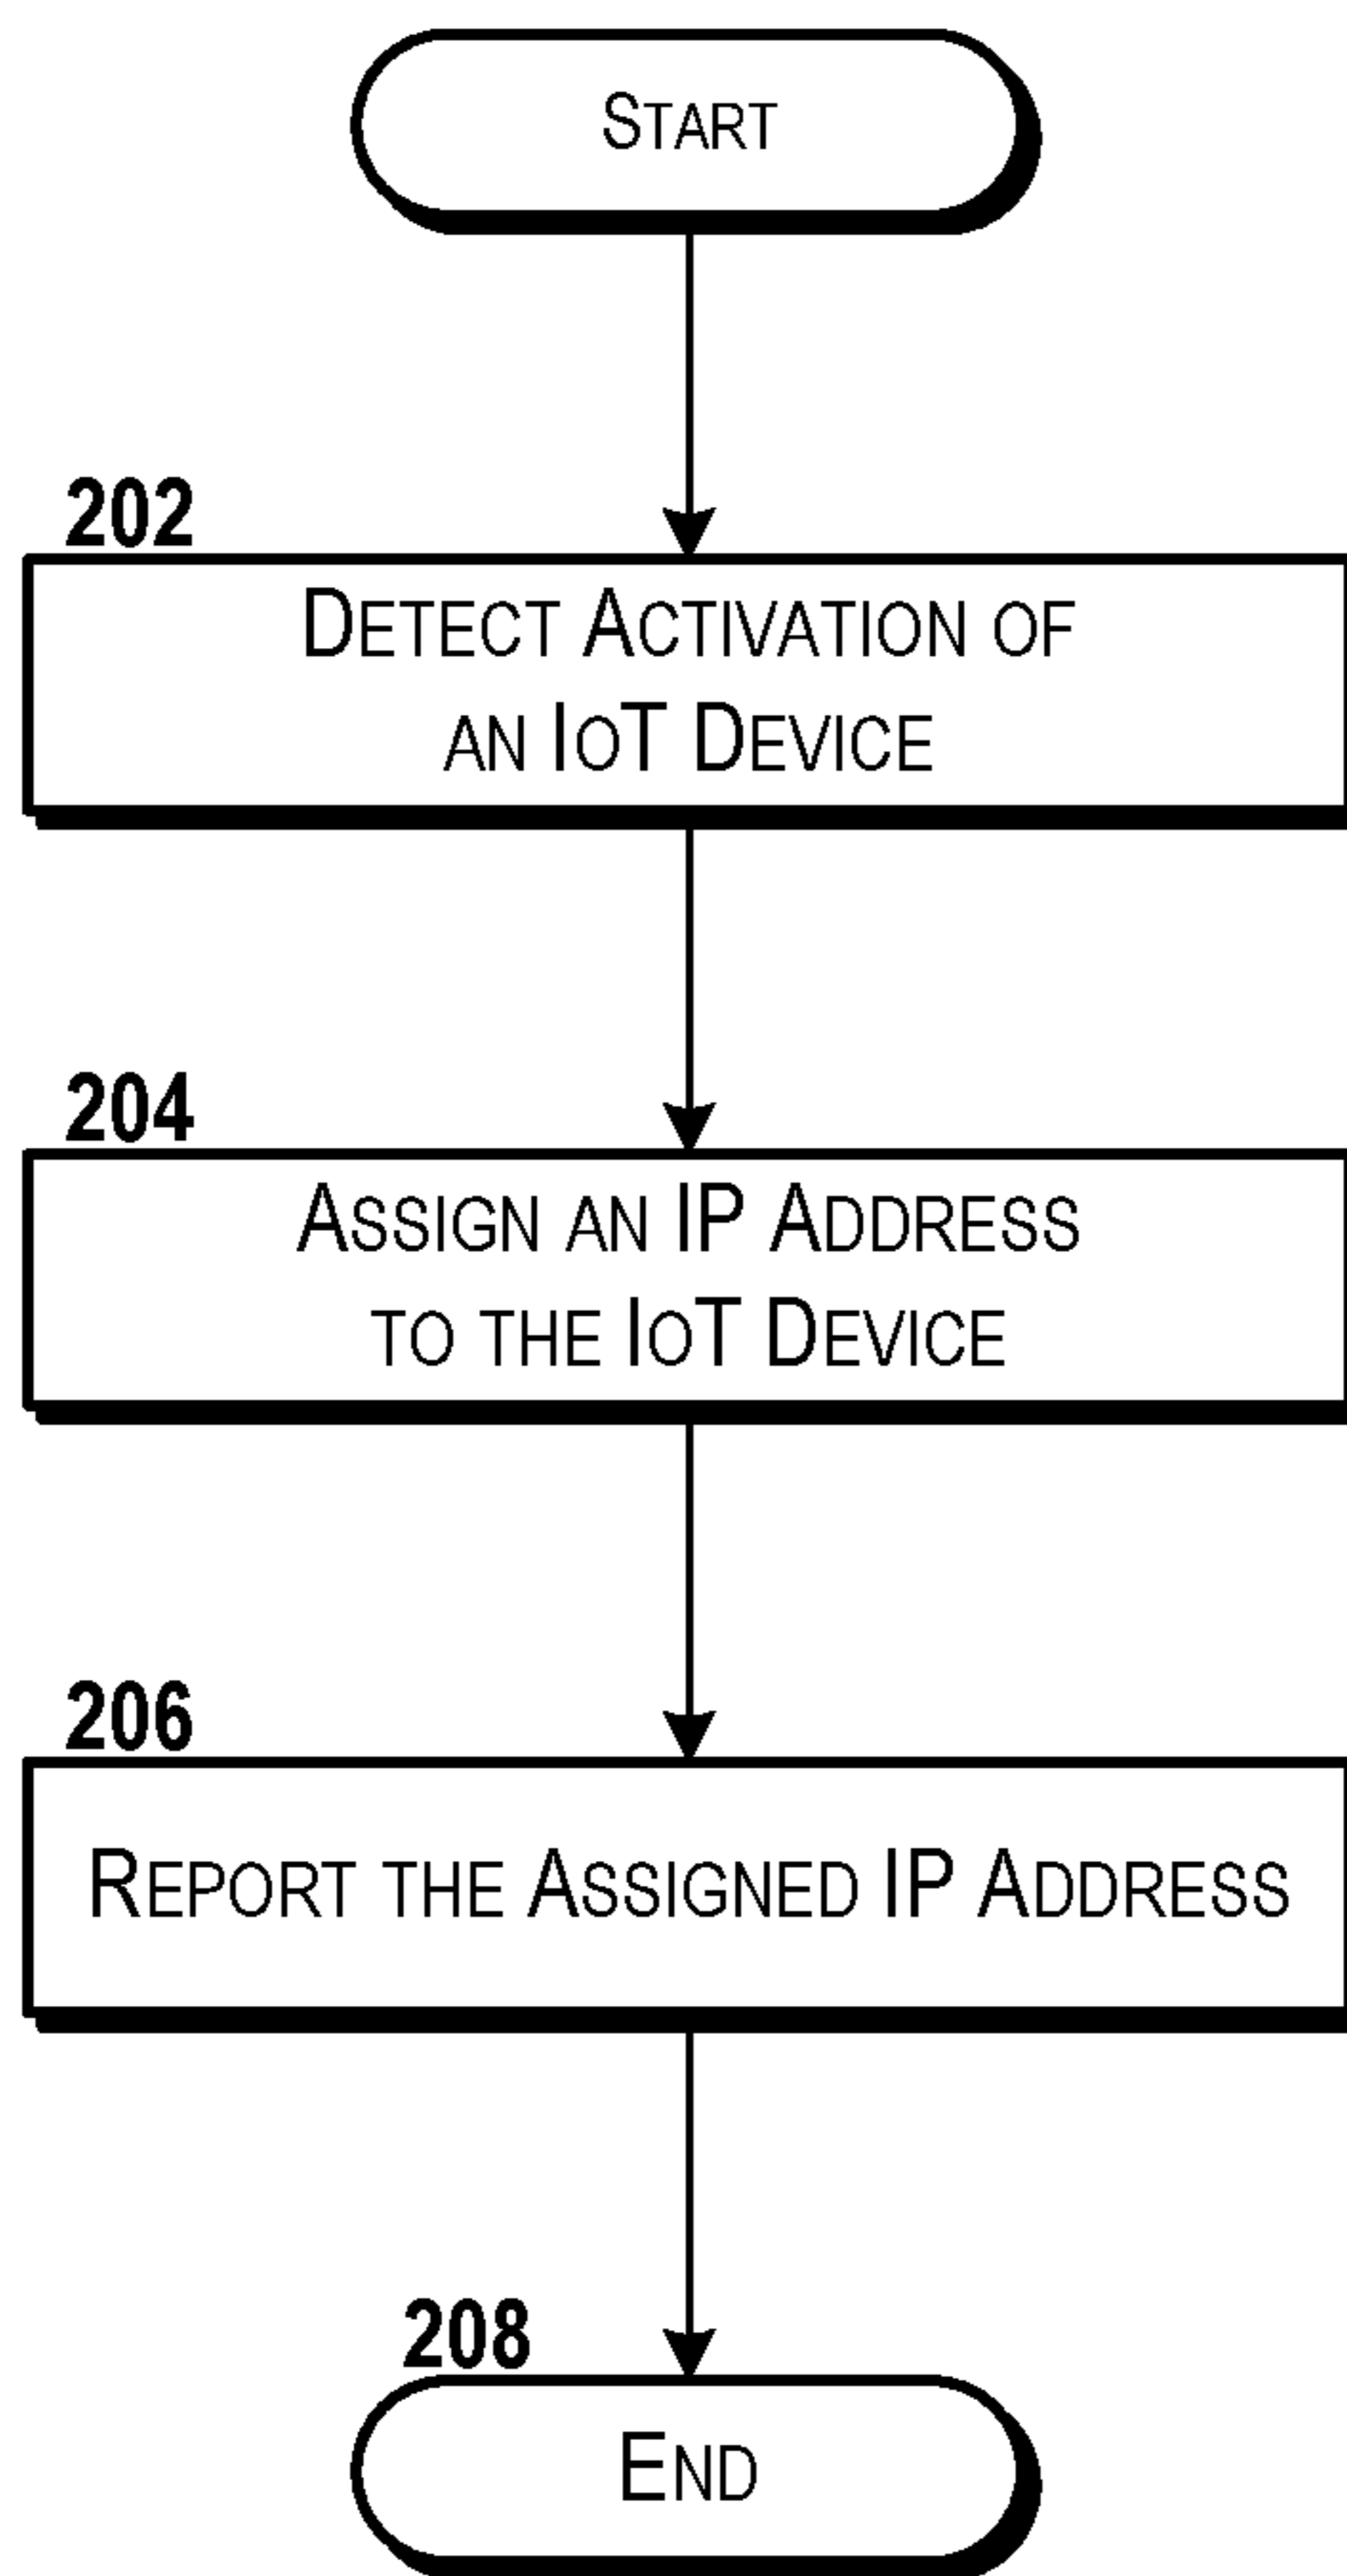 START
202
DETECT ACTIVATION OF
AN IOT DEVICE
204
ASSIGN AN IP ADDRESS
TO THE IOT DEVICE
206
REPORT THE ASSIGNED IP ADDRESS
208
END